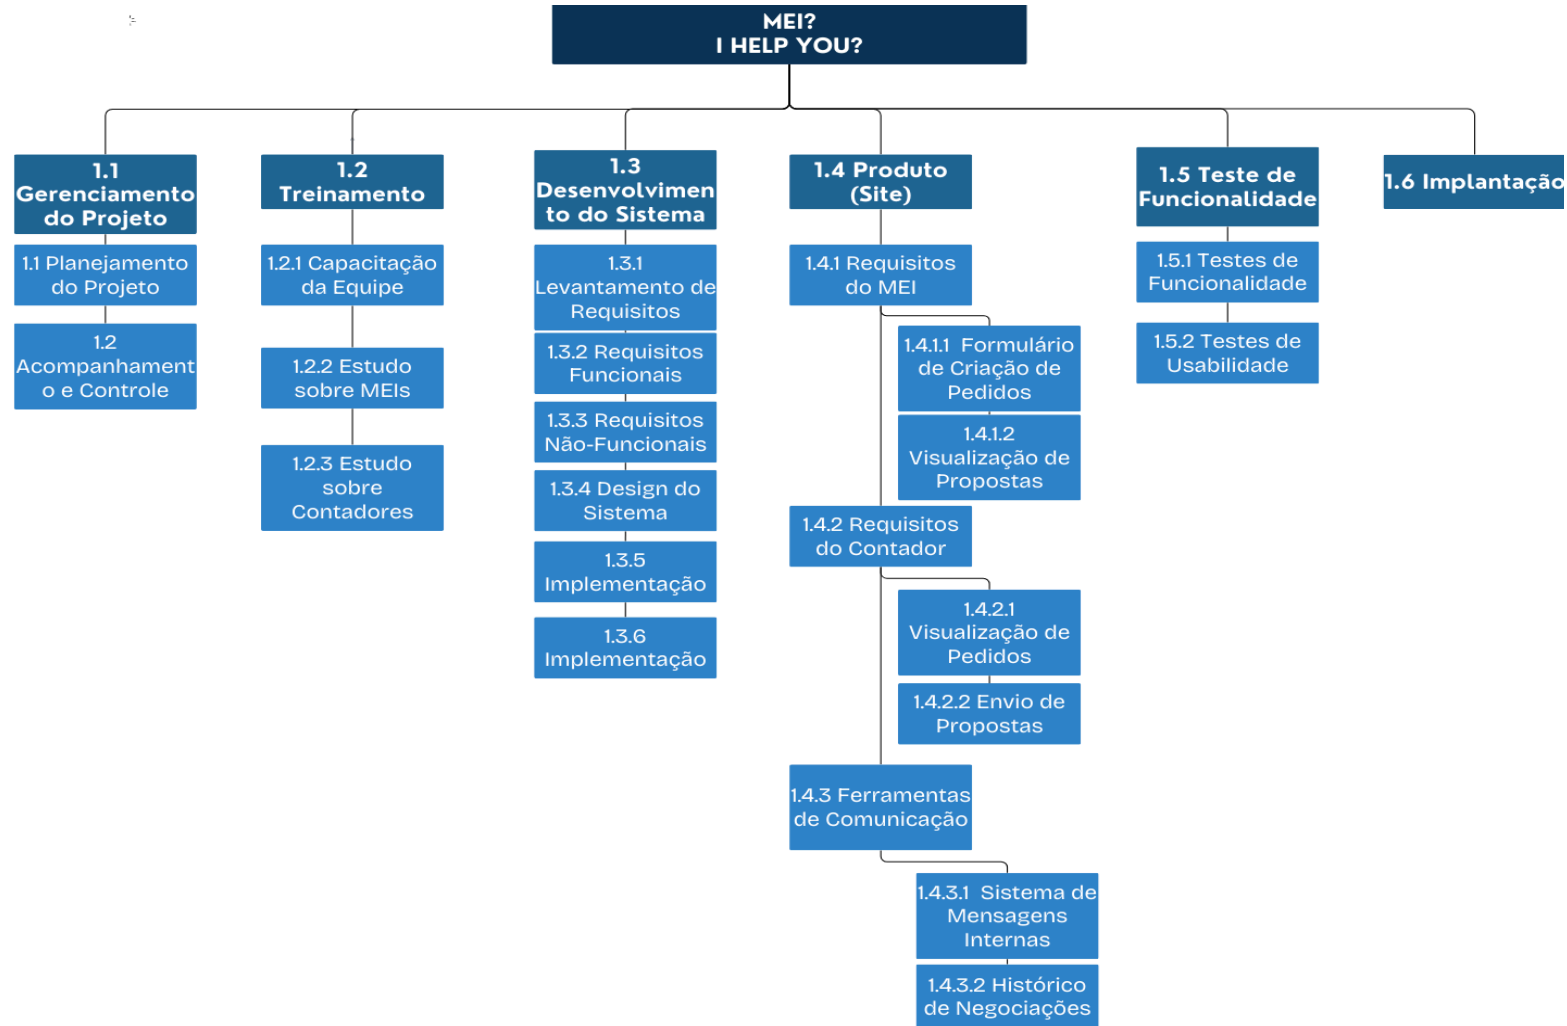 MEI?
I HELP YOU?
1.1
Gerenciamento
do Projeto
1.1 Planejamento
do Projeto
1.2
Acompanhament
o e Controle
1.2
Treinamento
1.2.1 Capacitação
da Equipe
1.2.2 Estudo
sobre MEIs
1.2.3 Estudo
sobre
Contadores
1.3
Desenvolvimen
to do Sistema
1.3.1
Levantamento de
Requisitos
1.3.2 Requisitos
Funcionais
1.3.3 Requisitos
Não-Funcionais
1.3.4 Design do
Sistema
1.3.5
Implementação
1.3.6
Implementação
1.4 Produto
(Site)
1.4.1 Requisitos
do MEI
1.4.1.1 Formulário
de Criação de
Pedidos
1.4.1.2
Visualização de
Propostas
1.4.2 Requisitos
do Contador
1.4.2.1
Visualização de
Pedidos
1.4.2.2 Envio de
Propostas
1.4.3 Ferramentas
de Comunicação
1.4.3.1 Sistema de
Mensagens
Internas
1.4.3.2 Histórico
de Negociações
1.5 Teste de
Funcionalidade
1.5.1 Testes de
Funcionalidade
1.5.2 Testes de
Usabilidade
1.6 Implantação